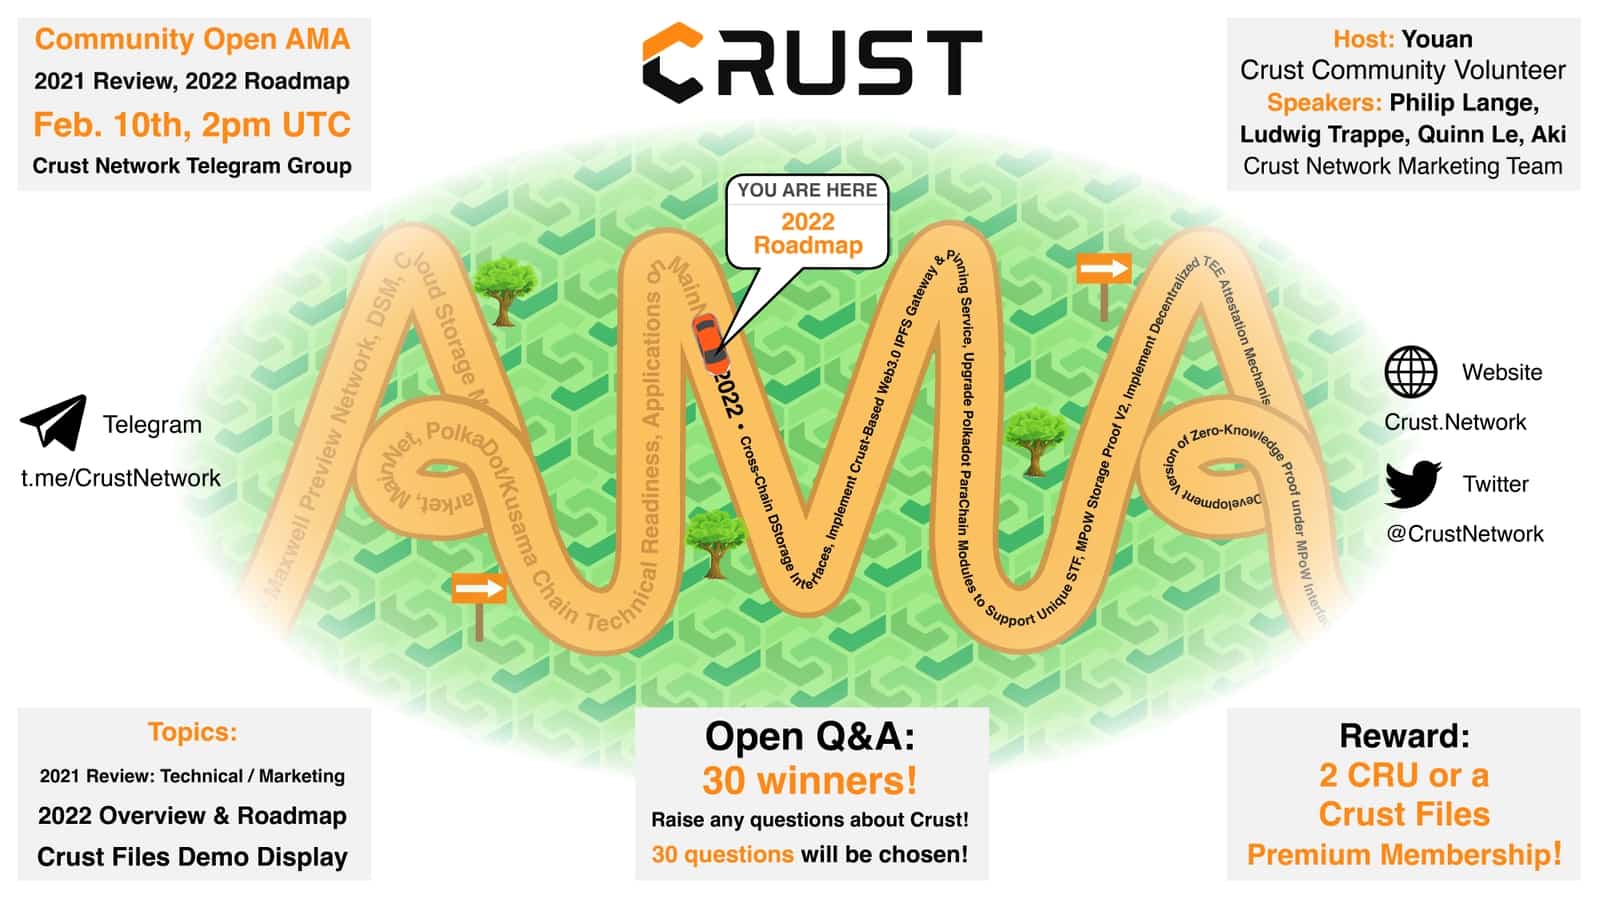 Community Open AMA
2021 Review, 2022 Roadmap
Feb. 10th, 2pm UTC
Crust Network Telegram Group
CRUST
Host: Youan
Crust Community Volunteer
Speakers: Philip Lange,
Ludwig Trappe, Quinn Le, Aki
Crust Network Marketing Team
YOU ARE HERE
2022
Roadmap
Maxwell Preview Network, DSM, Cloud Storage Market, MainNet, PolkaDot/Kusama Chain Technical Readiness, Applications on MainN
2022 • Cross-Chain DStorage Interfaces, Implement Crust-Based Web3.0 IPFS Gateway & Pinning Service, Upgrade Polkadot ParaChain Modules to Support Unique STF, MPoW Storage Proof V2, Implement Decentralized TEE Attestation Mechanis
Development Version of Zero-Knowledge Proof under MPoW Interfa
Telegram
t.me/CrustNetwork
Website
Crust.Network
Twitter
@CrustNetwork
Topics:
2021 Review: Technical / Marketing
2022 Overview & Roadmap
Crust Files Demo Display
Open Q&A:
30 winners!
Raise any questions about Crust!
30 questions will be chosen!
Reward:
2 CRU or a
Crust Files
Premium Membership!